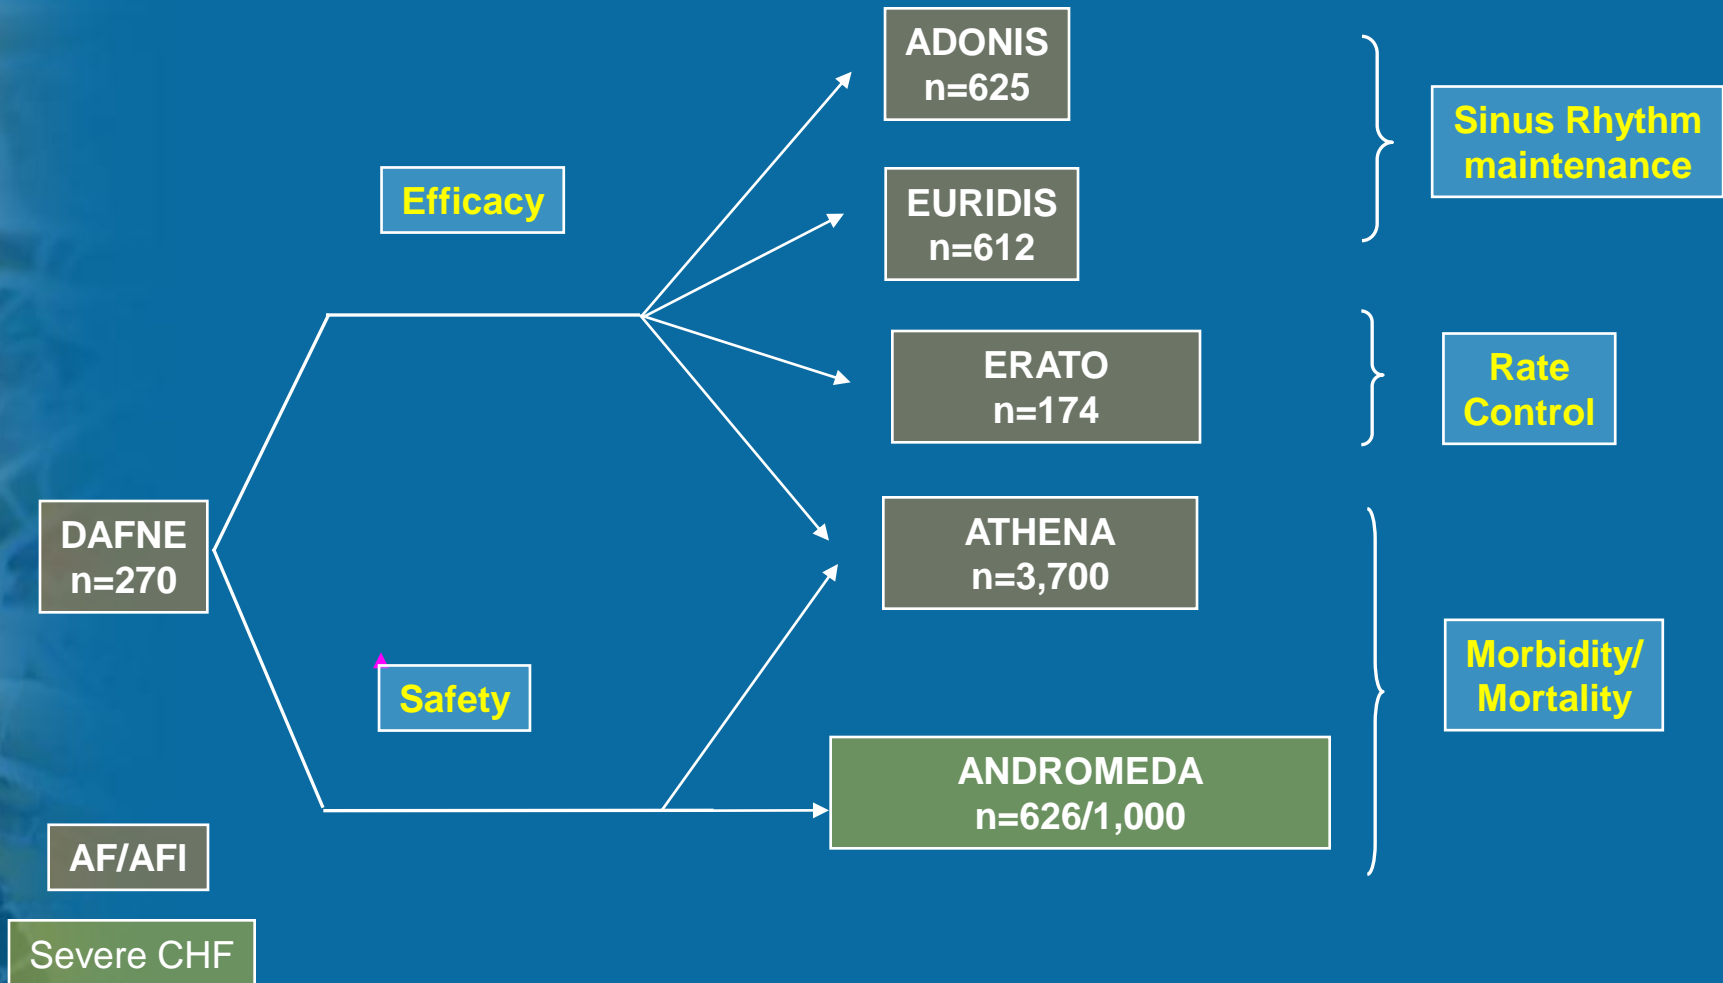 ADONIS
n=625
Sinus Rhythm
maintenance
Efficacy
EURIDIS
n=612
ERATO
n=174
Rate
Control
DAFNE
n=270
ATHENA
n=3,700
Safety
Morbidity/
Mortality
ANDROMEDA
n=626/1,000
AF/AFI
Severe CHF